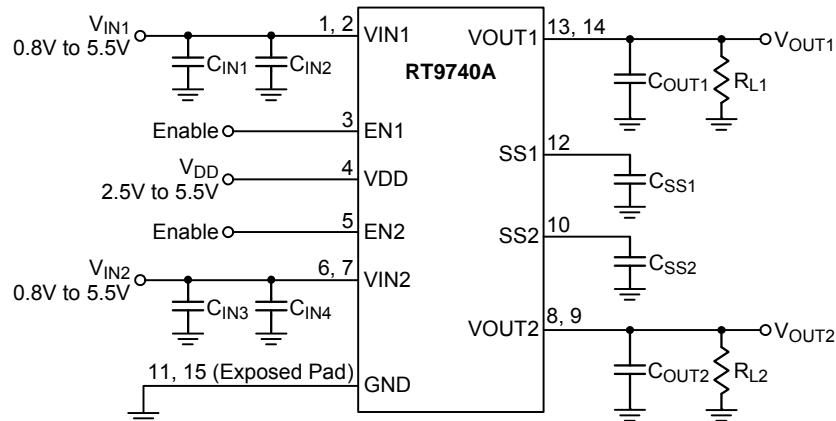 VIN1
0.8V to 5.5V
1, 2
VIN1
CIN1
CIN2
RT9740A
VOUT1
13, 14
VOUT1
COUT1
RL1
Enable
3
EN1
SS1
12
CSS1
VDD
2.5V to 5.5V
4
VDD
Enable
5
EN2
SS2
10
CSS2
VIN2
0.8V to 5.5V
6, 7
VIN2
CIN3
CIN4
VOUT2
8, 9
VOUT2
COUT2
RL2
11, 15 (Exposed Pad)
GND